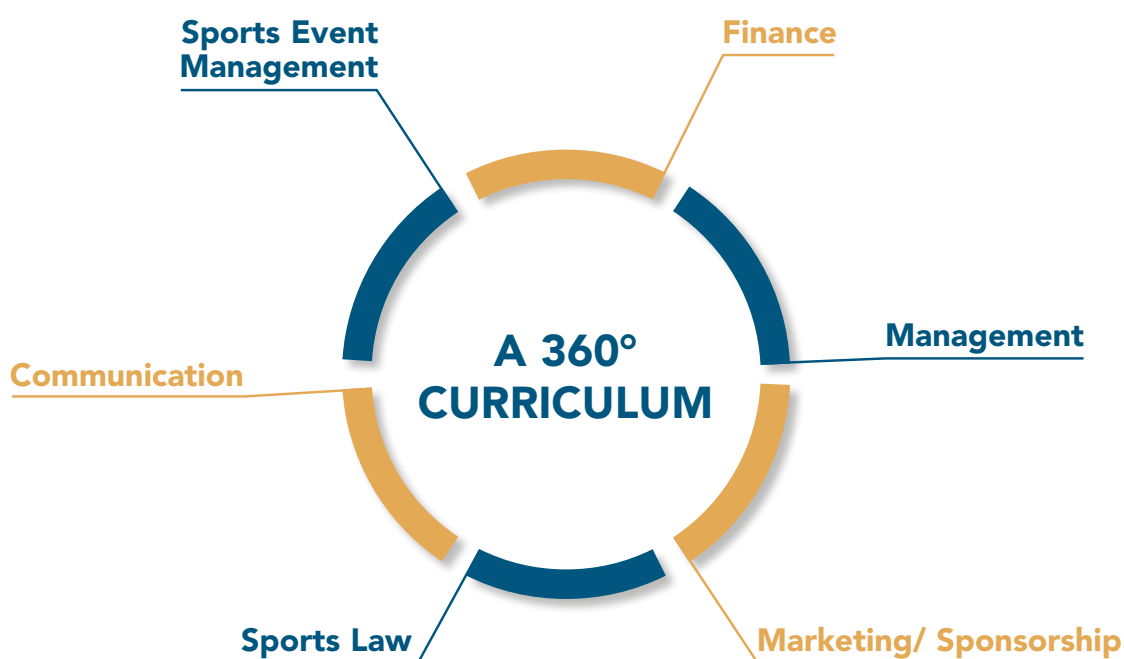 Sports Event
Management
Finance
Management
A 360°
CURRICULUM
Communication
Sports Law
Marketing/ Sponsorship